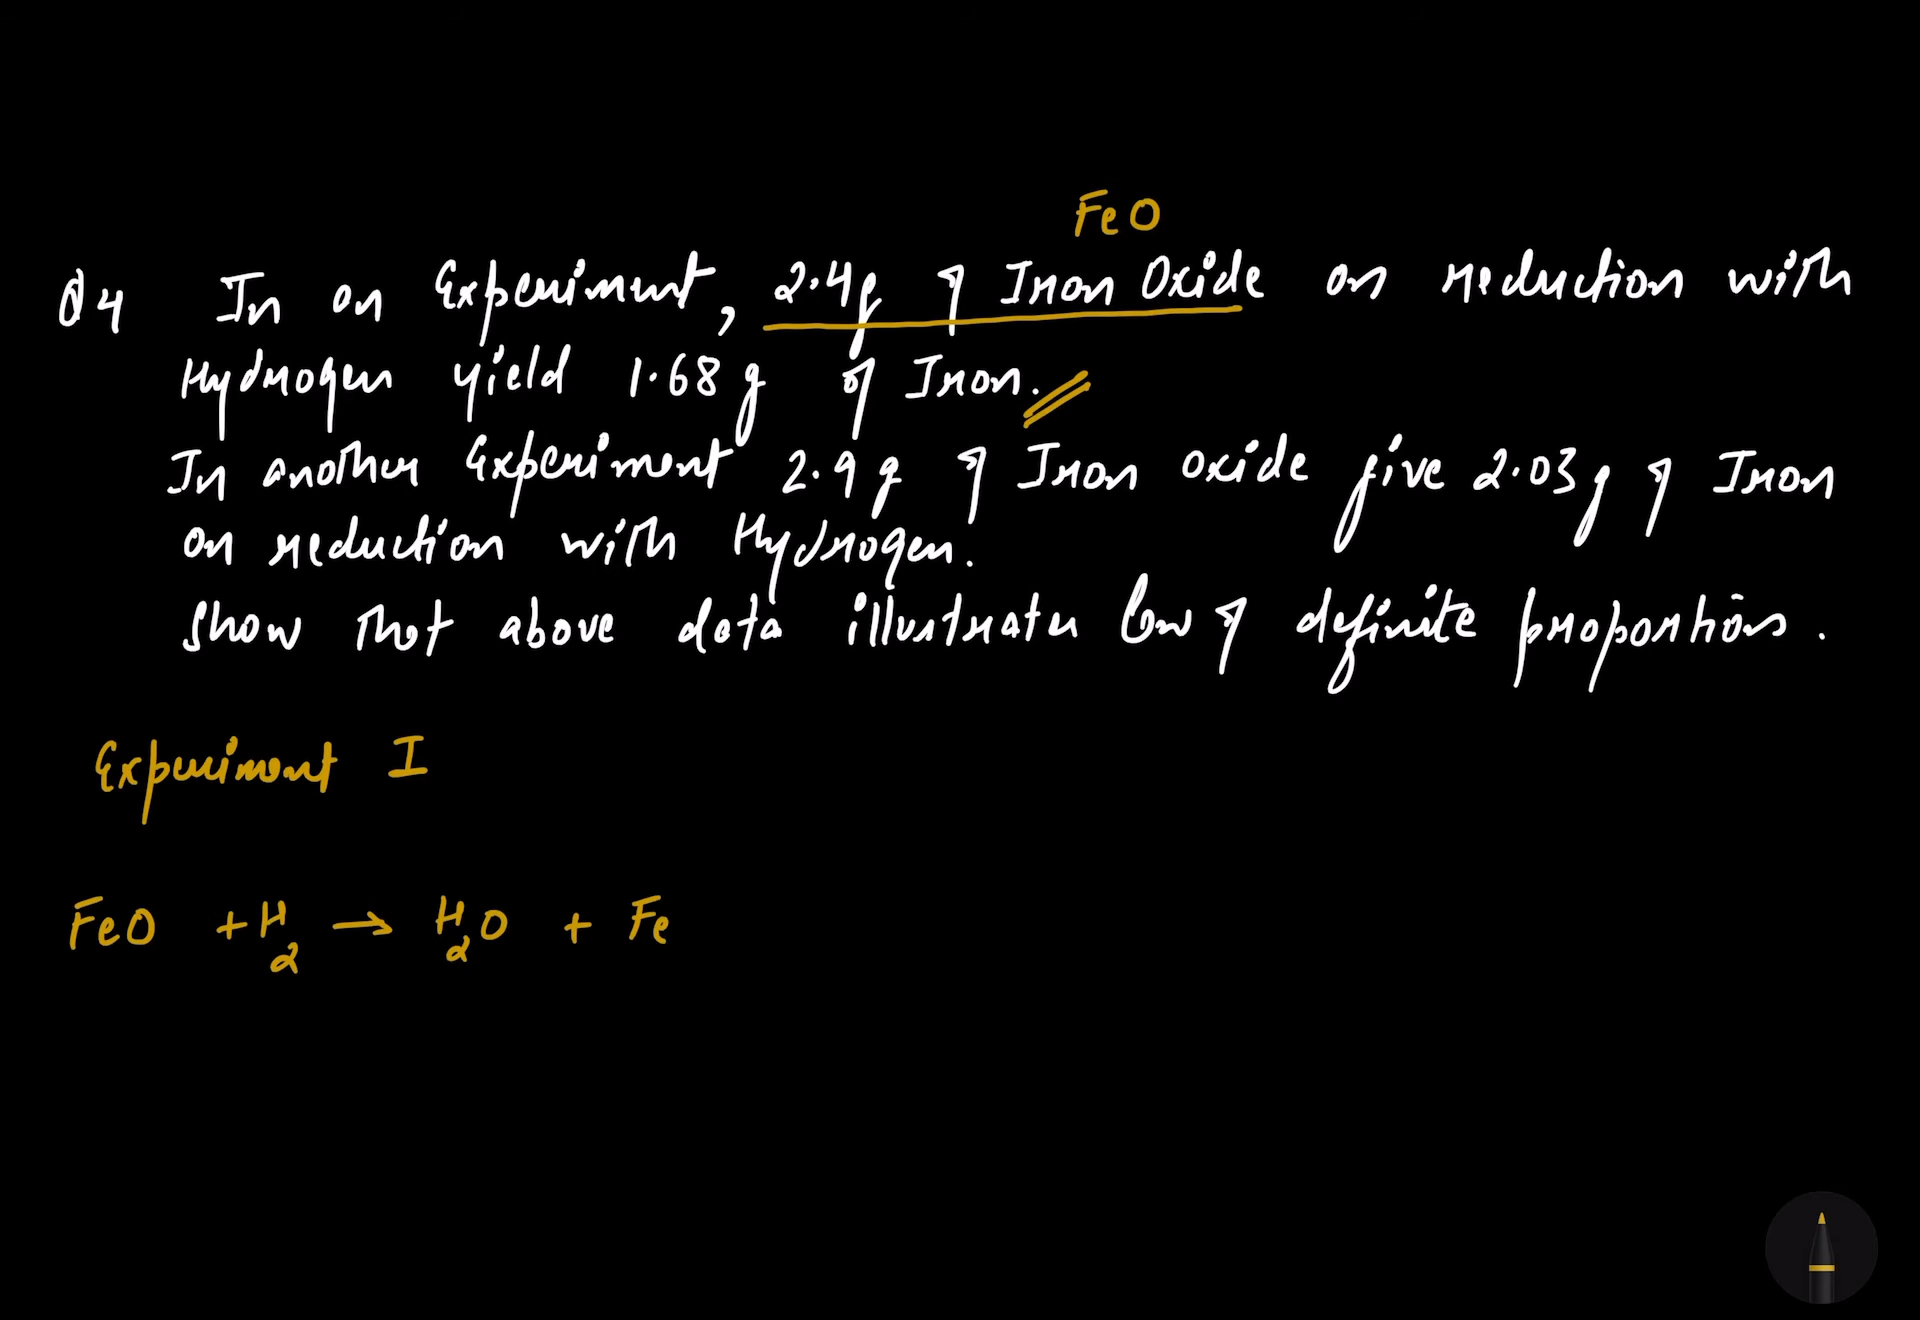 FeO
Q4 In an Experiment, 2.4g of Iron Oxide on reduction with
Hydrogen yield 1.68g of Iron.
In another Experiment 2.9g of Iron oxide give 2.03g of Iron
on reduction with Hydrogen.
Show that above data illustrates law of definite proportions.
Experiment I
FeO + H₂ → H₂O + Fe